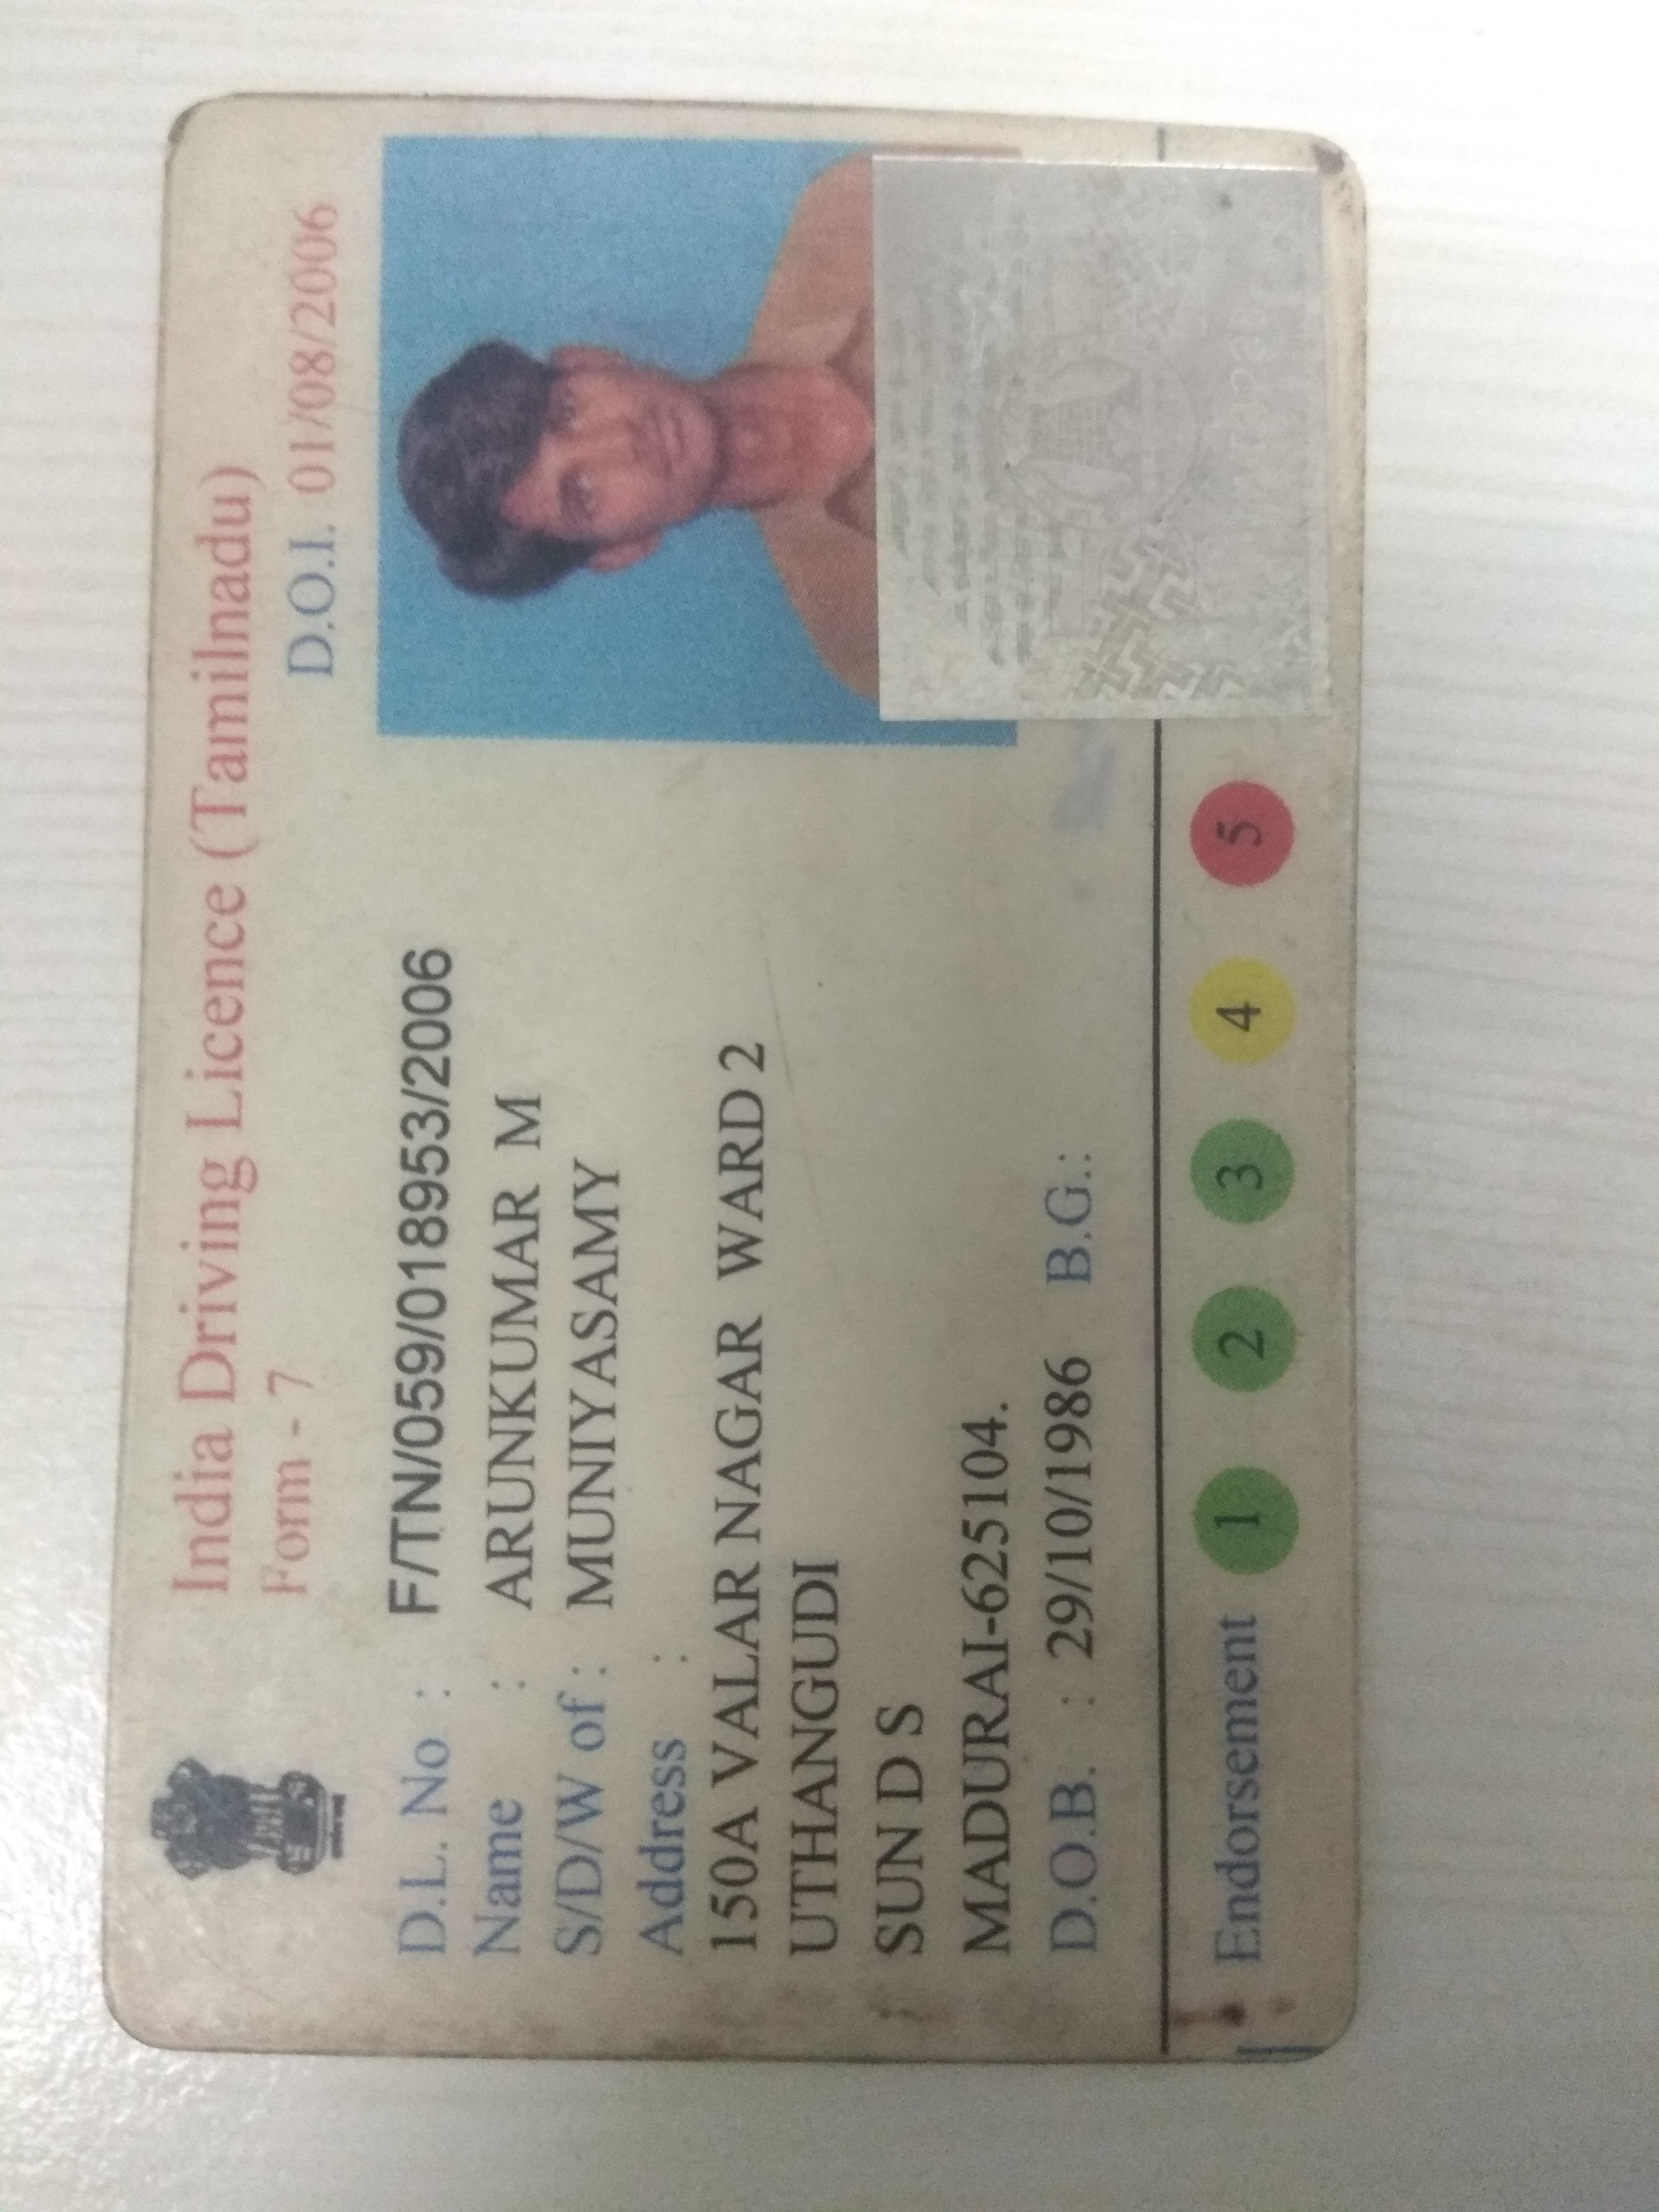 India Driving Licence (Tamilnadu)
Form - 7
D.O.I. 01/08/2006
D.L. No : F/TN/059/018953/2006
Name : ARUNKUMAR M
S/D/W of : MUNIYASAMY
Address :
150A VALAR NAGAR WARD 2
UTHANGUDI
SUN D S
MADURAI-625104.
D.O.B. : 29/10/1986 B.G.:
Endorsement 1 2 3 4 5